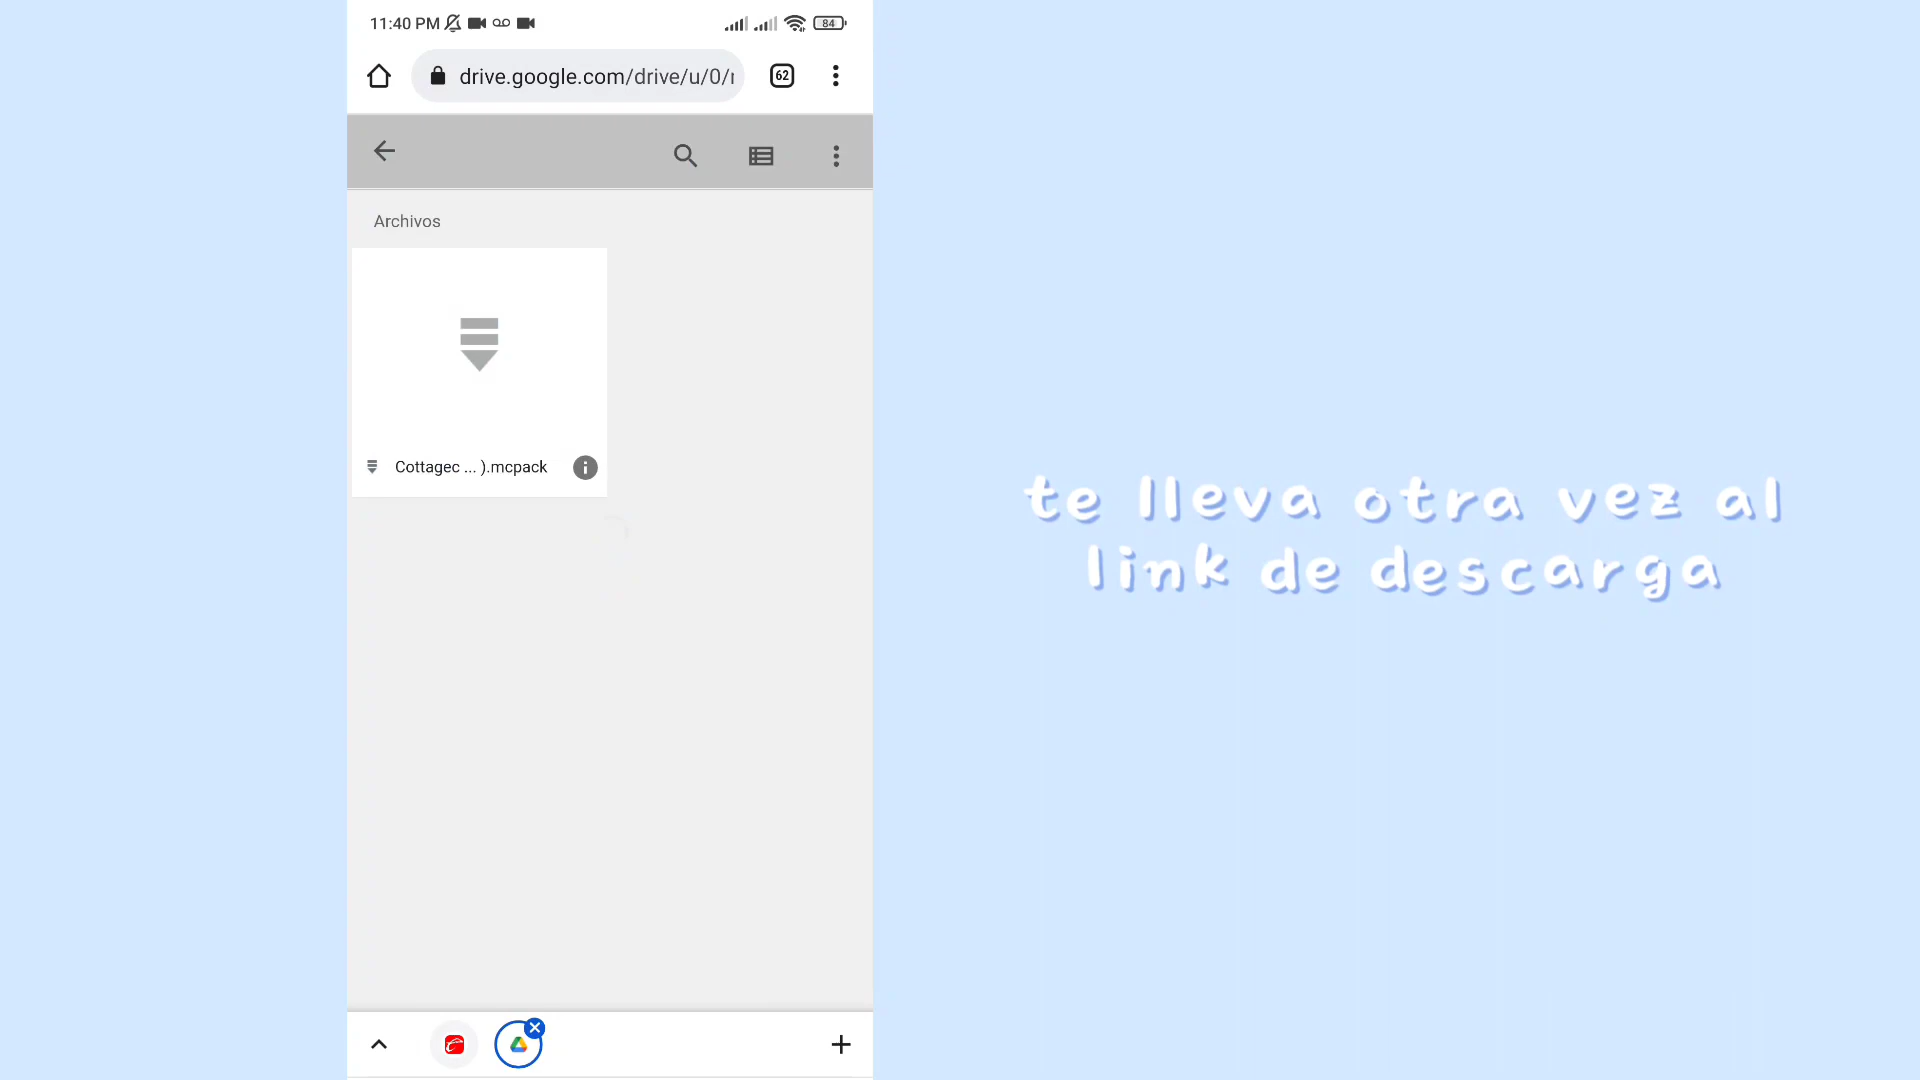 11:40 PM
84
drive.google.com/drive/u/0/
62
Archivos
Cottagec ... ).mcpack
te lleva otra vez al
link de descarga